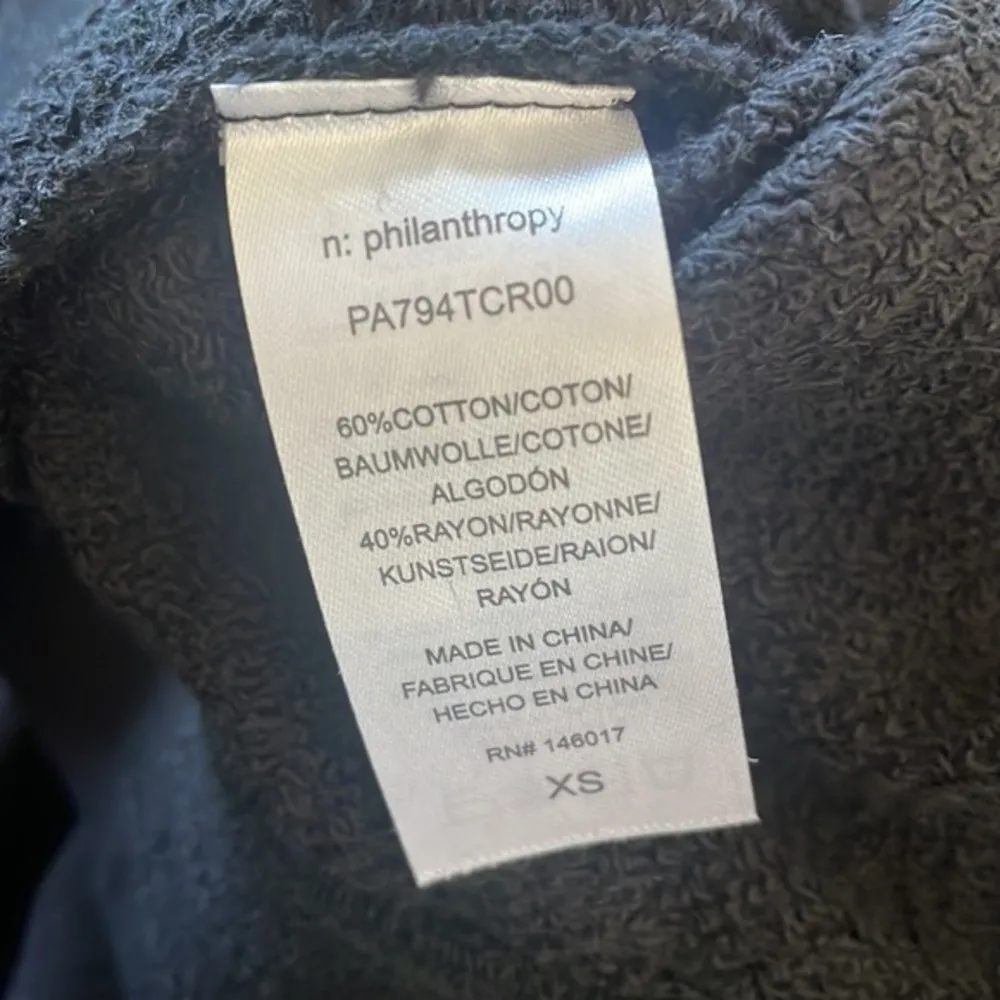 n: philanthropy
PA794TCR00
60%COTTON/COTON/
BAUMWOLLE/COTONE/
ALGODÓN
40%RAYON/RAYONNE/
KUNSTSEIDE/RAION/
RAYÓN
MADE IN CHINA/
FABRIQUE EN CHINE/
HECHO EN CHINA
RN# 146017
XS